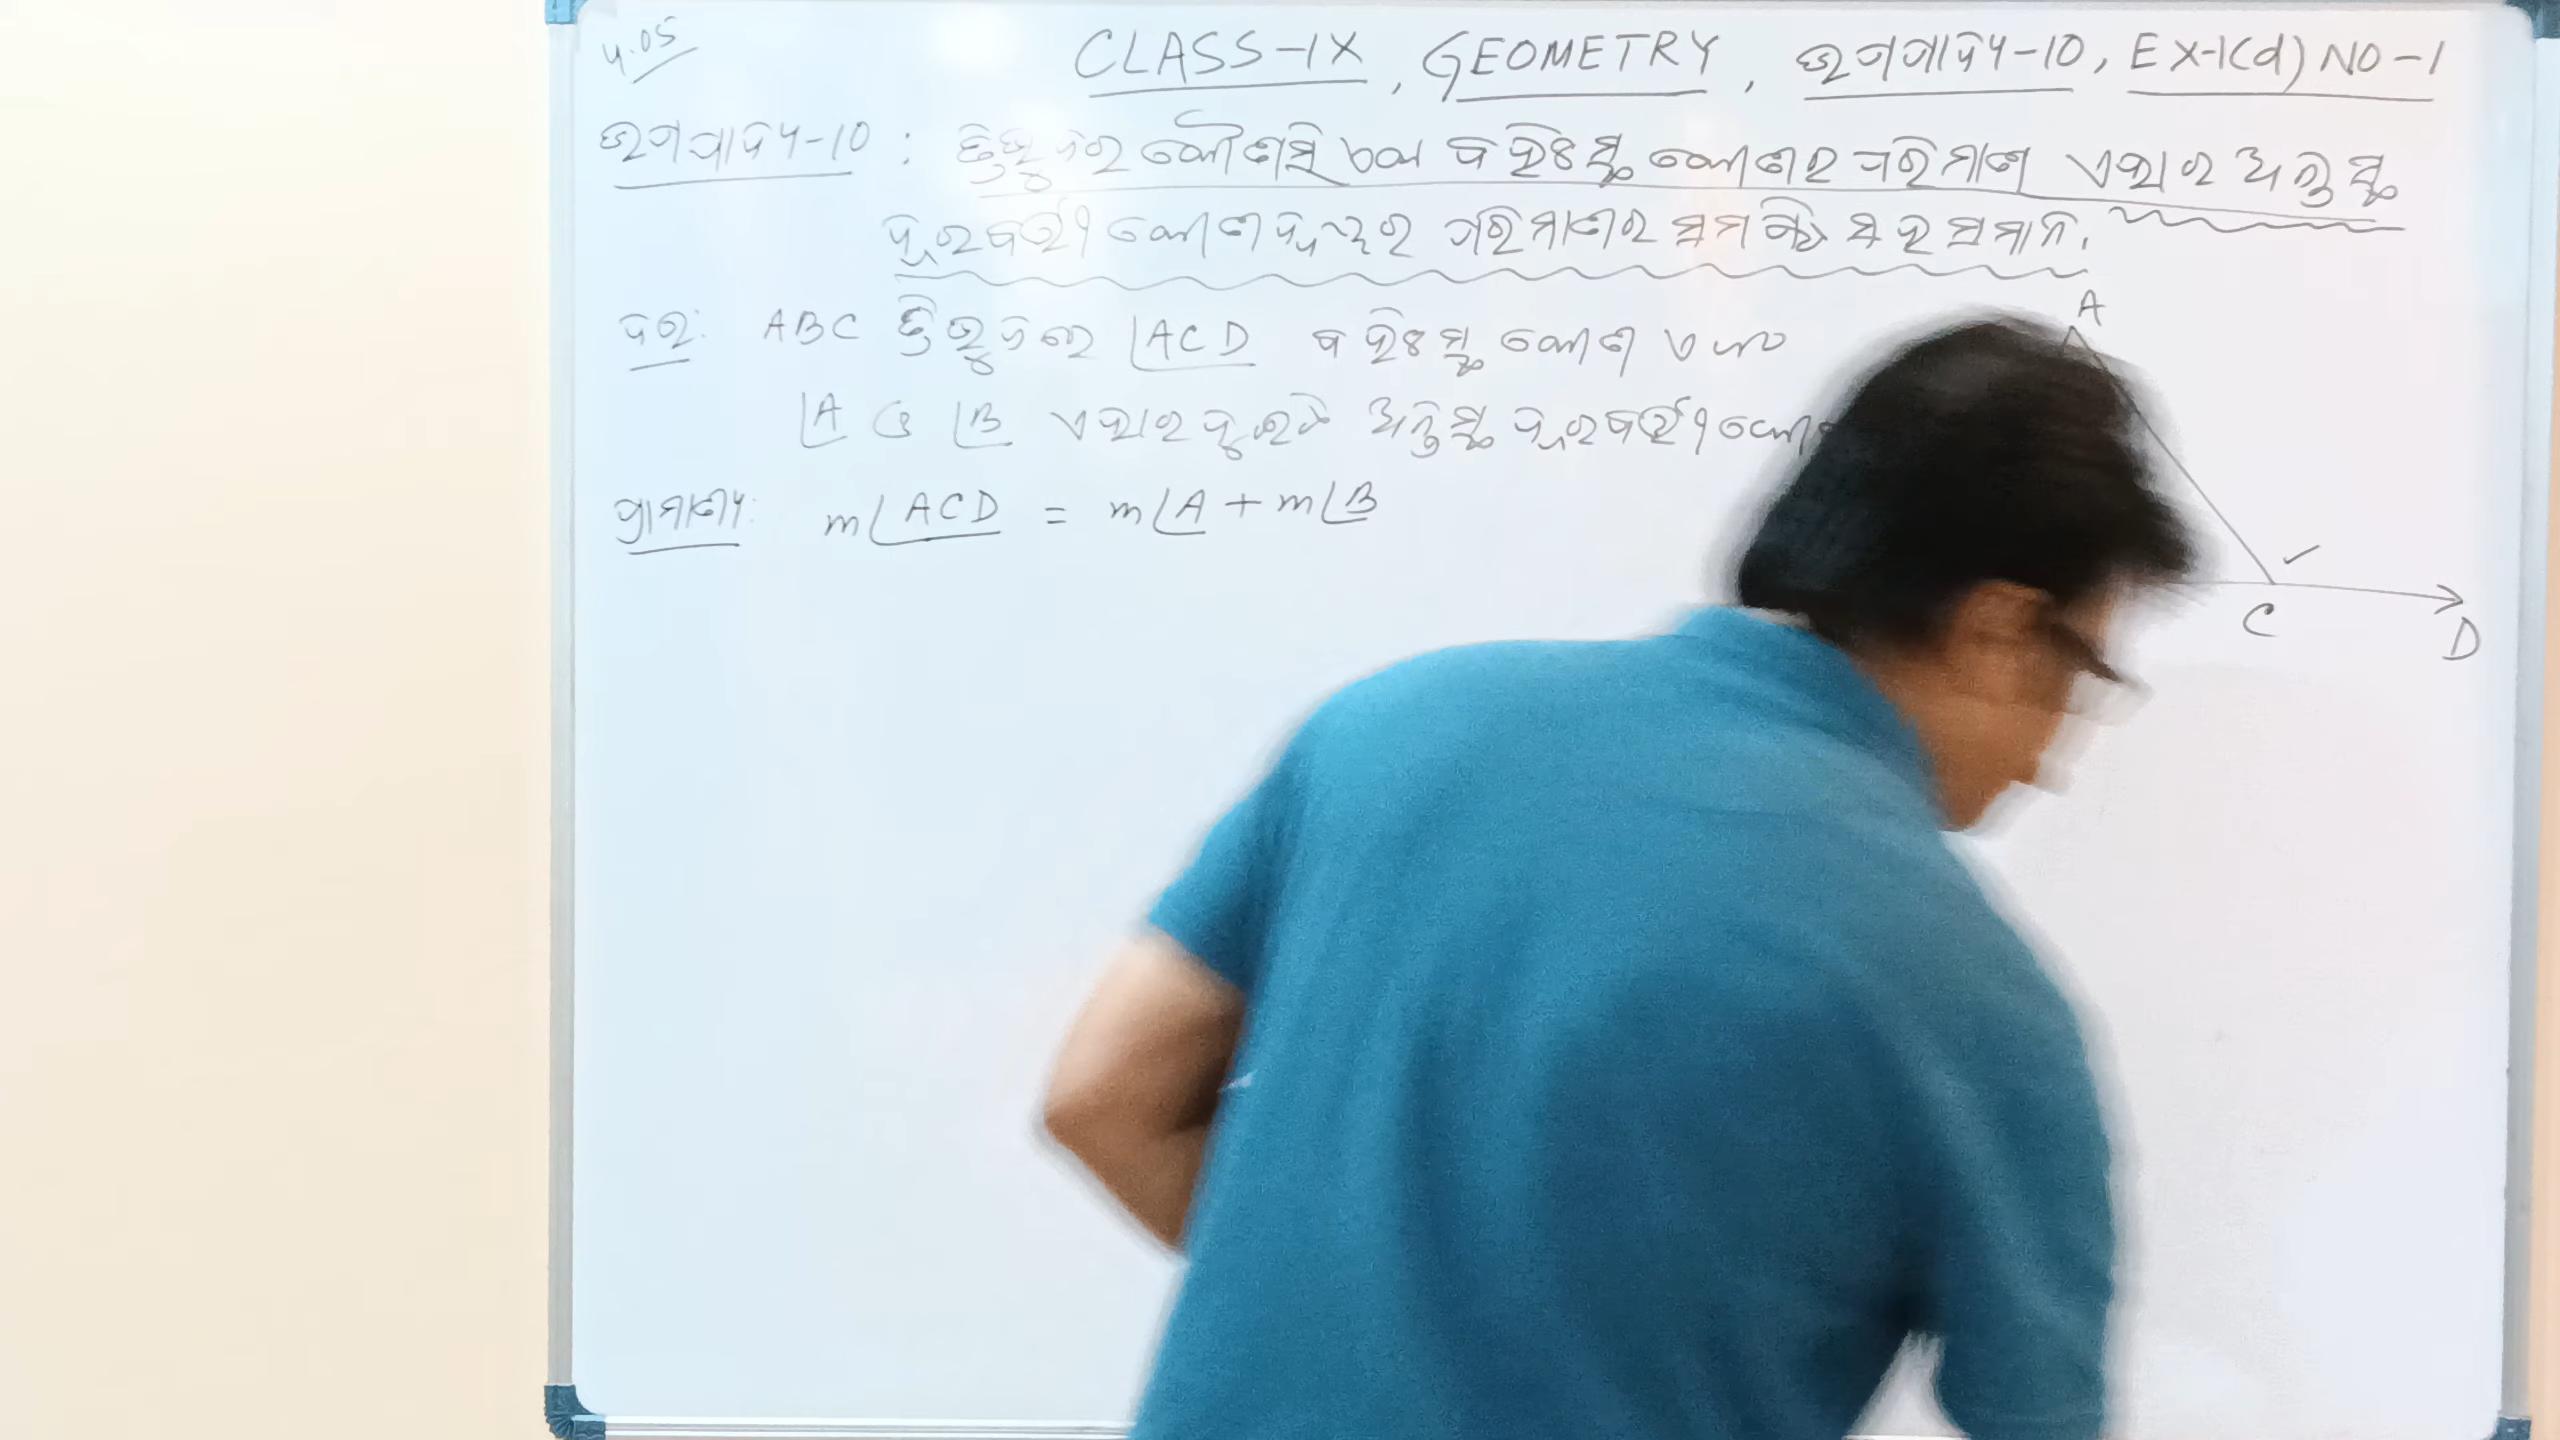 4.05
CLASS-IX, GEOMETRY, ଉପପାଦ୍ୟ-10, EX-1(d) NO-1
ଉପପାଦ୍ୟ-10 : ତ୍ରିଭୁଜର କୌଣସି ଏକ ବହିଃସ୍ଥ କୋଣର ପରିମାଣ ଏହାର ଅନ୍ତଃସ୍ଥ
ଦୂରବର୍ତ୍ତୀ କୋଣଦ୍ୱୟର ପରିମାଣର ସମଷ୍ଟି ସହ ସମାନ.
A
ଦତ୍ତ: ABC ତ୍ରିଭୁଜରେ ∠ACD ବହିଃସ୍ଥ କୋଣ ଏବଂ
∠A ଓ ∠B ଏହାର ଦୁଇଟି ଅନ୍ତଃସ୍ଥ ଦୂରବର୍ତ୍ତୀ
ପ୍ରାମାଣ୍ୟ: m∠ACD = m∠A + m∠B
C
D